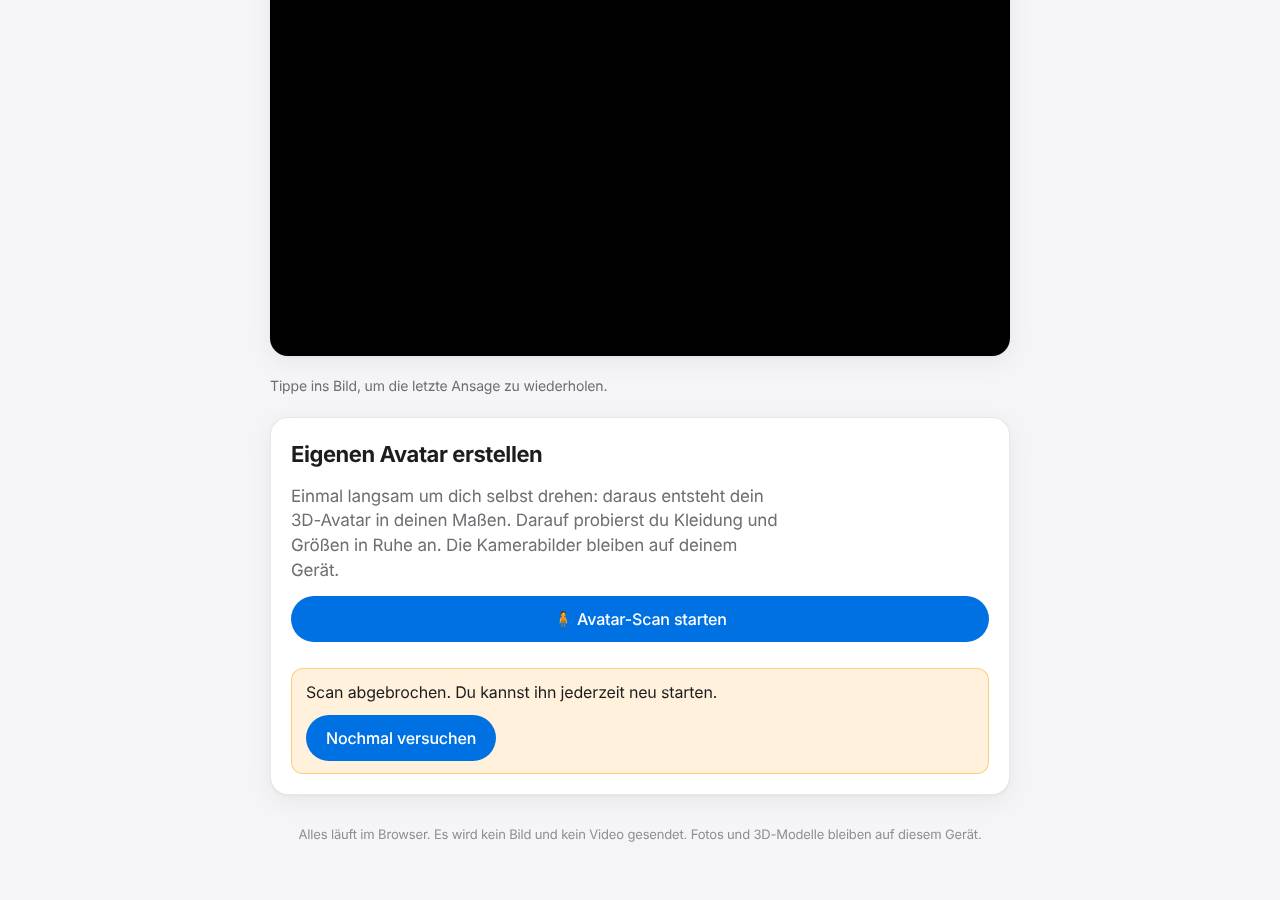 Tippe ins Bild, um die letzte Ansage zu wiederholen.
Eigenen Avatar erstellen
Einmal langsam um dich selbst drehen: daraus entsteht dein
3D-Avatar in deinen Maßen. Darauf probierst du Kleidung und
Größen in Ruhe an. Die Kamerabilder bleiben auf deinem
Gerät.
🧍 Avatar-Scan starten
Scan abgebrochen. Du kannst ihn jederzeit neu starten.
Nochmal versuchen
Alles läuft im Browser. Es wird kein Bild und kein Video gesendet. Fotos und 3D-Modelle bleiben auf diesem Gerät.